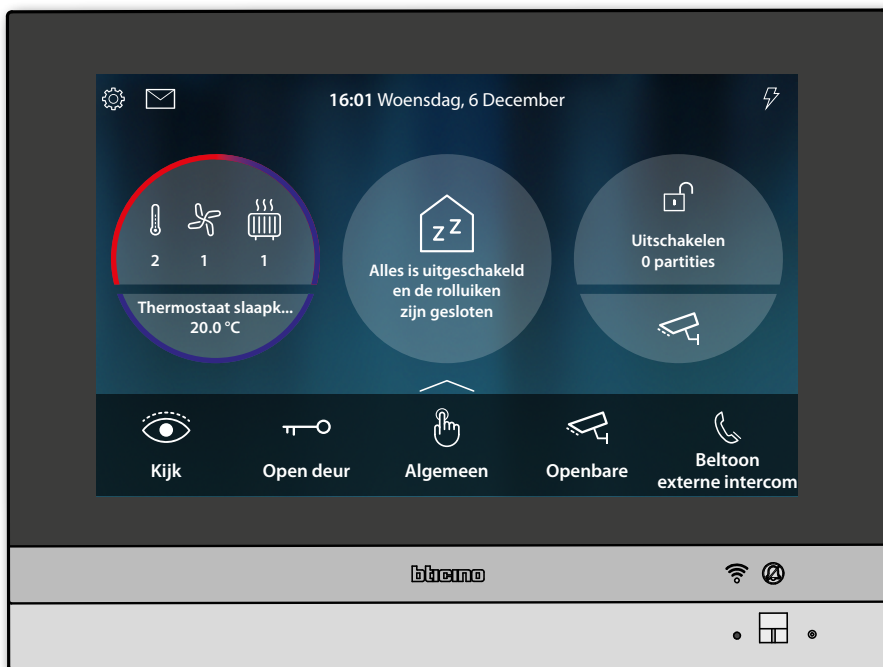 16:01 Woensdag, 6 December
2 1 1
Thermostaat slaapk...
20.0 °C
zz
Alles is uitgeschakeld
en de rolluiken
zijn gesloten
Uitschakelen
0 partities
Kijk
Open deur
Algemeen
Openbare
Beltoon
externe intercom
bticino